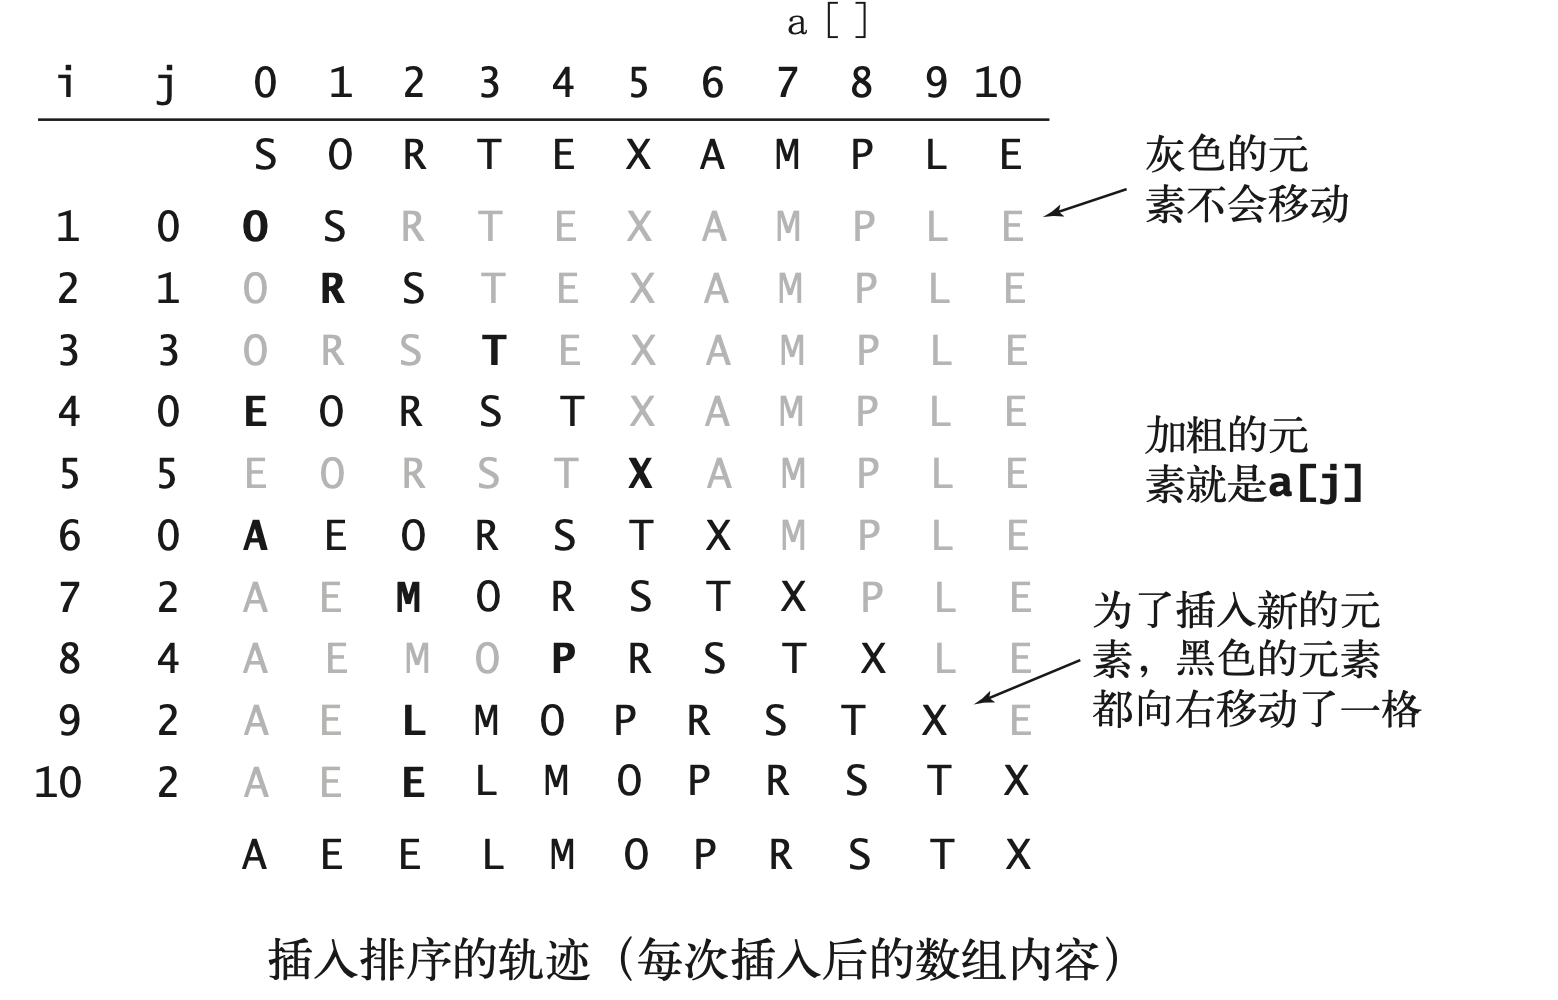 a[]
i j 0 1 2 3 4 5 6 7 8 9 10
S O R T E X A M P L E
灰色的元
素不会移动
1 0 O S R T E X A M P L E
2 1 O R S T E X A M P L E
3 3 O R S T E X A M P L E
4 0 E O R S T X A M P L E
加粗的元
素就是a[j]
5 5 E O R S T X A M P L E
6 0 A E O R S T X M P L E
7 2 A E M O R S T X P L E
为了插入新的元
素，黑色的元素
都向右移动了一格
8 4 A E M O P R S T X L E
9 2 A E L M O P R S T X E
10 2 A E E L M O P R S T X
A E E L M O P R S T X
插入排序的轨迹（每次插入后的数组内容）